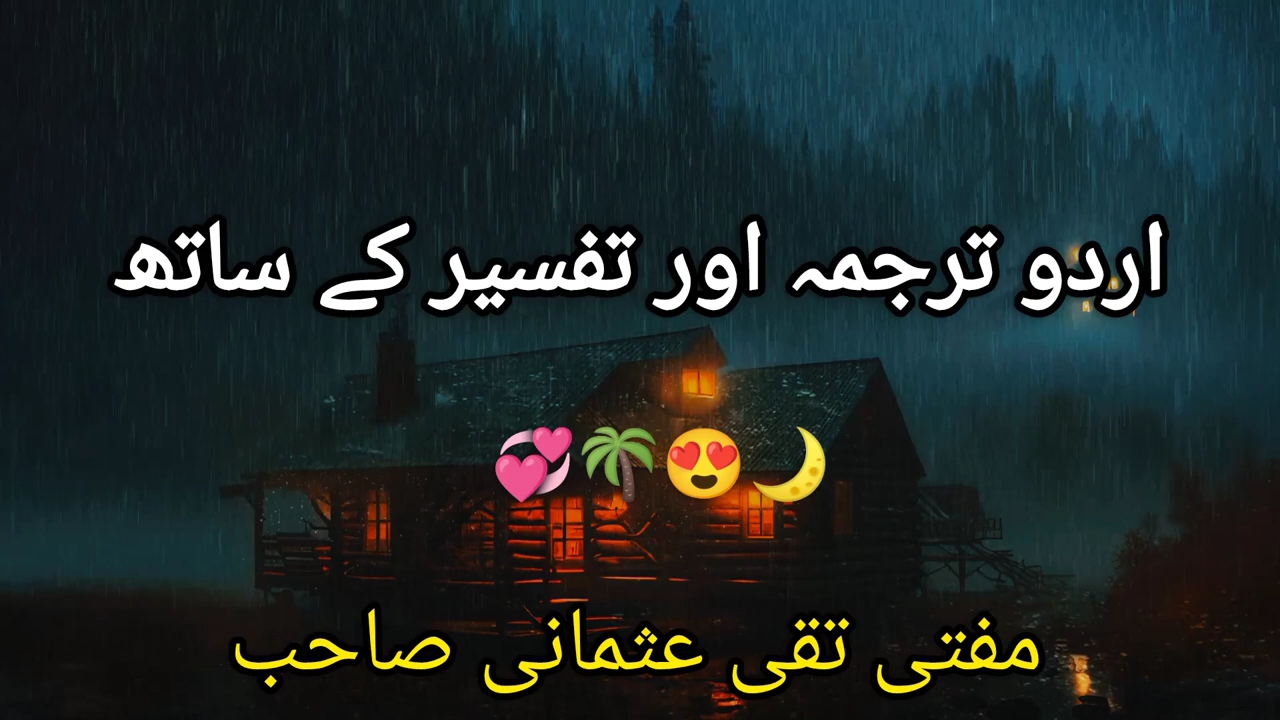 اردو ترجمہ اور تفسیر کے ساتھ
💞🌴😍🌙
مفتی تقی عثمانی صاحب